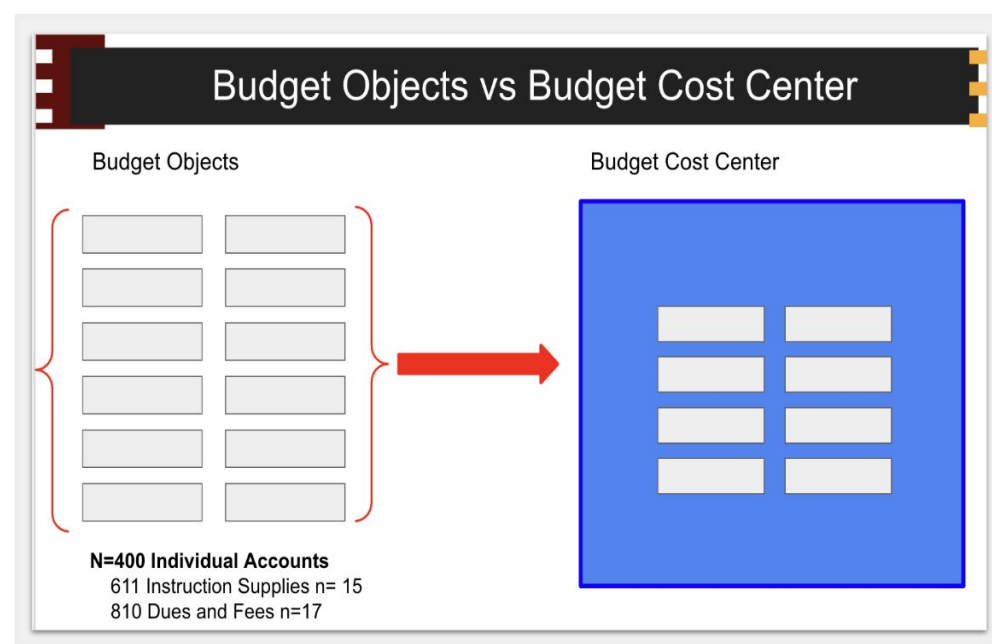 Budget Objects vs Budget Cost Center
Budget Objects
Budget Cost Center
N=400 Individual Accounts
611 Instruction Supplies n= 15
810 Dues and Fees n=17